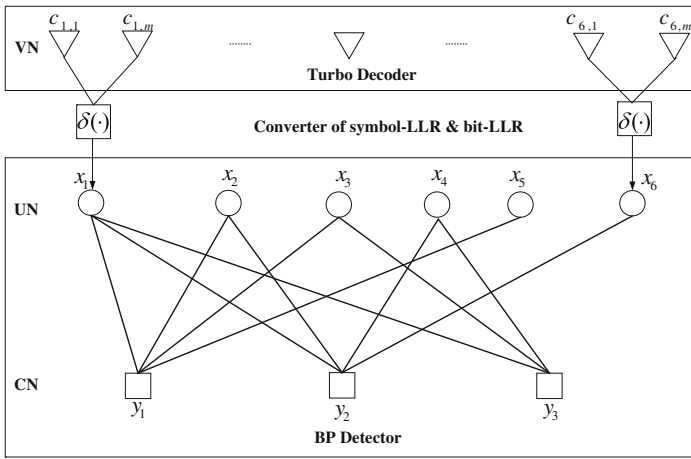 c1,1 c1,m c6,1 c6,m
VN
Turbo Decoder
δ(·) δ(·)
Converter of symbol-LLR & bit-LLR
x1 x2 x3 x4 x5 x6
UN
CN
y1 y2 y3
BP Detector